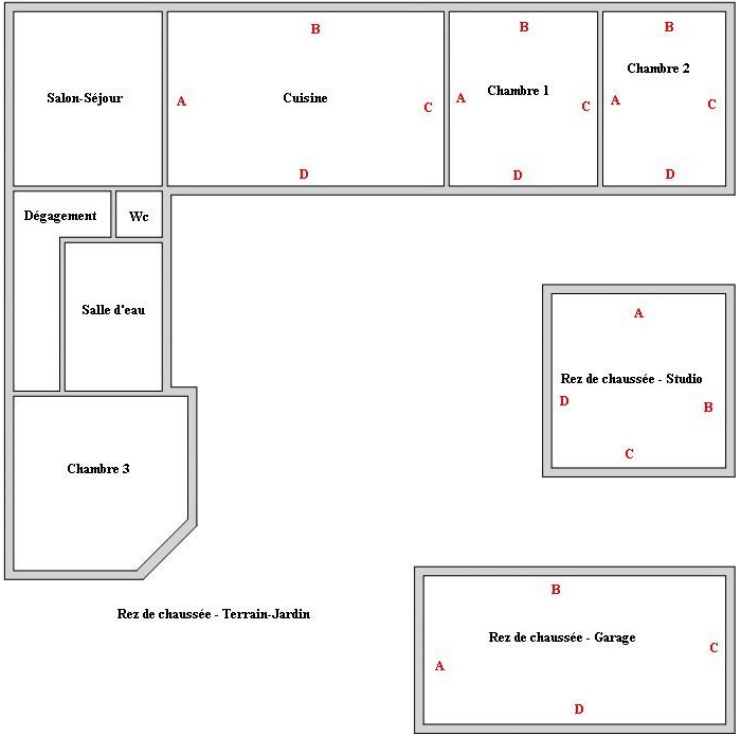 B
B
B
Salon-Séjour
A
Cuisine
C
A
Chambre 1
C
Chambre 2
A
C
D
D
D
Dégagement
Wc
Salle d'eau
A
Rez de chaussée - Studio
D
B
C
Chambre 3
Rez de chaussée - Terrain-Jardin
B
Rez de chaussée - Garage
A
C
D